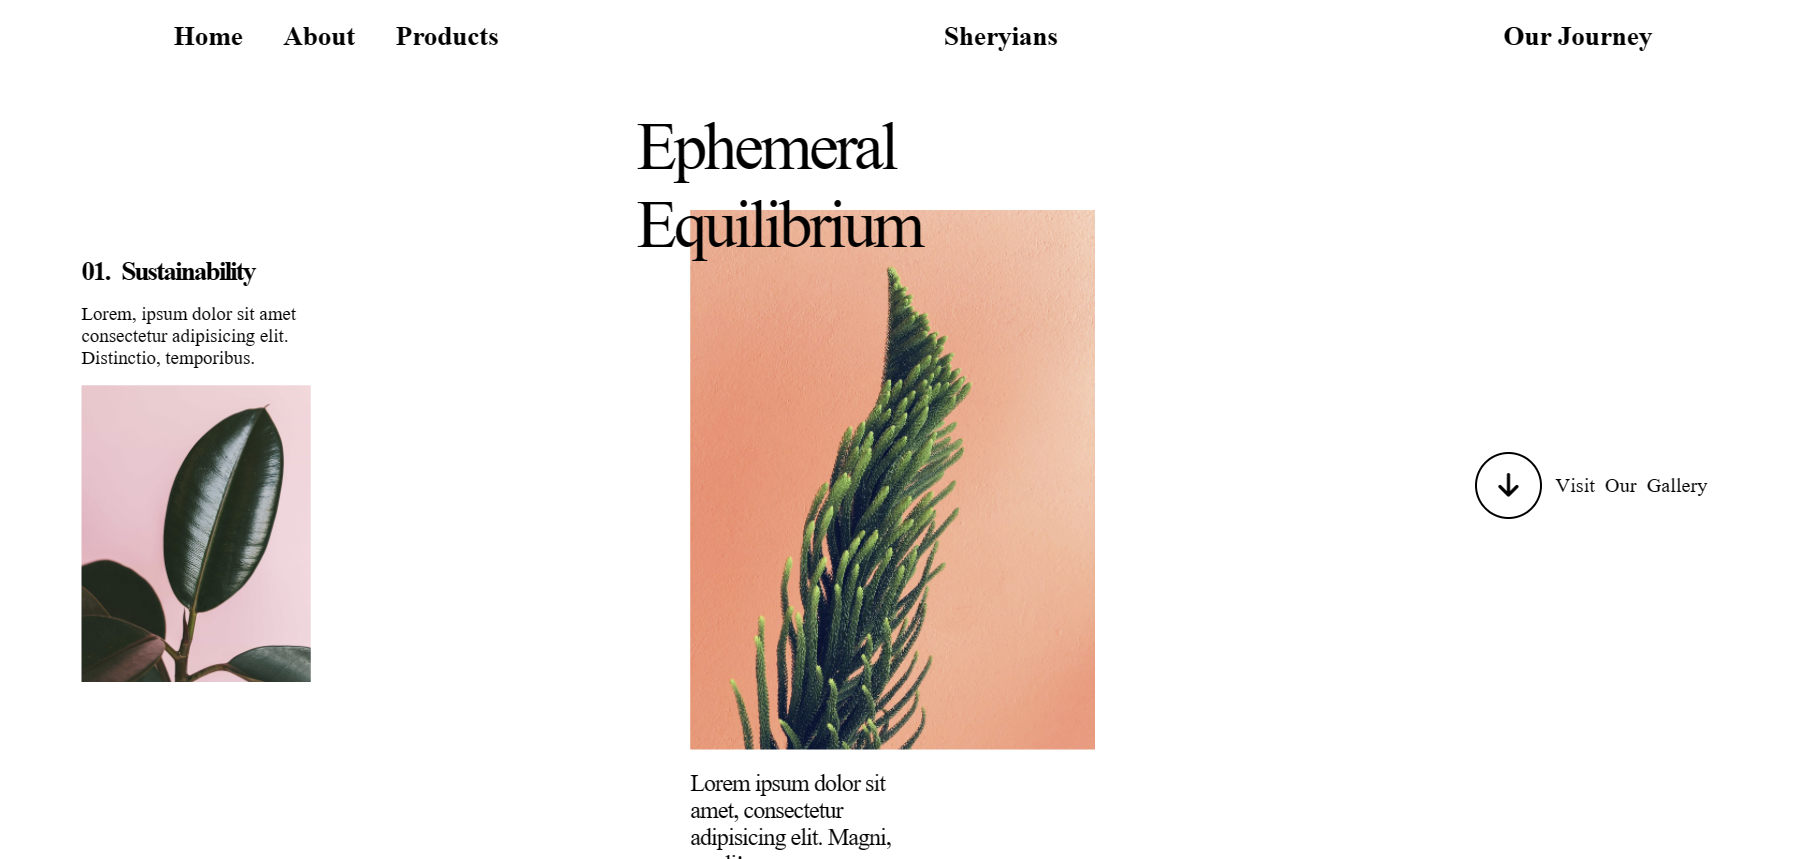 Home About Products Sheryians Our Journey
Ephemeral
Equilibrium
01. Sustainability
Lorem, ipsum dolor sit amet
consectetur adipisicing elit.
Distinctio, temporibus.
Visit Our Gallery
Lorem ipsum dolor sit
amet, consectetur
adipisicing elit. Magni,